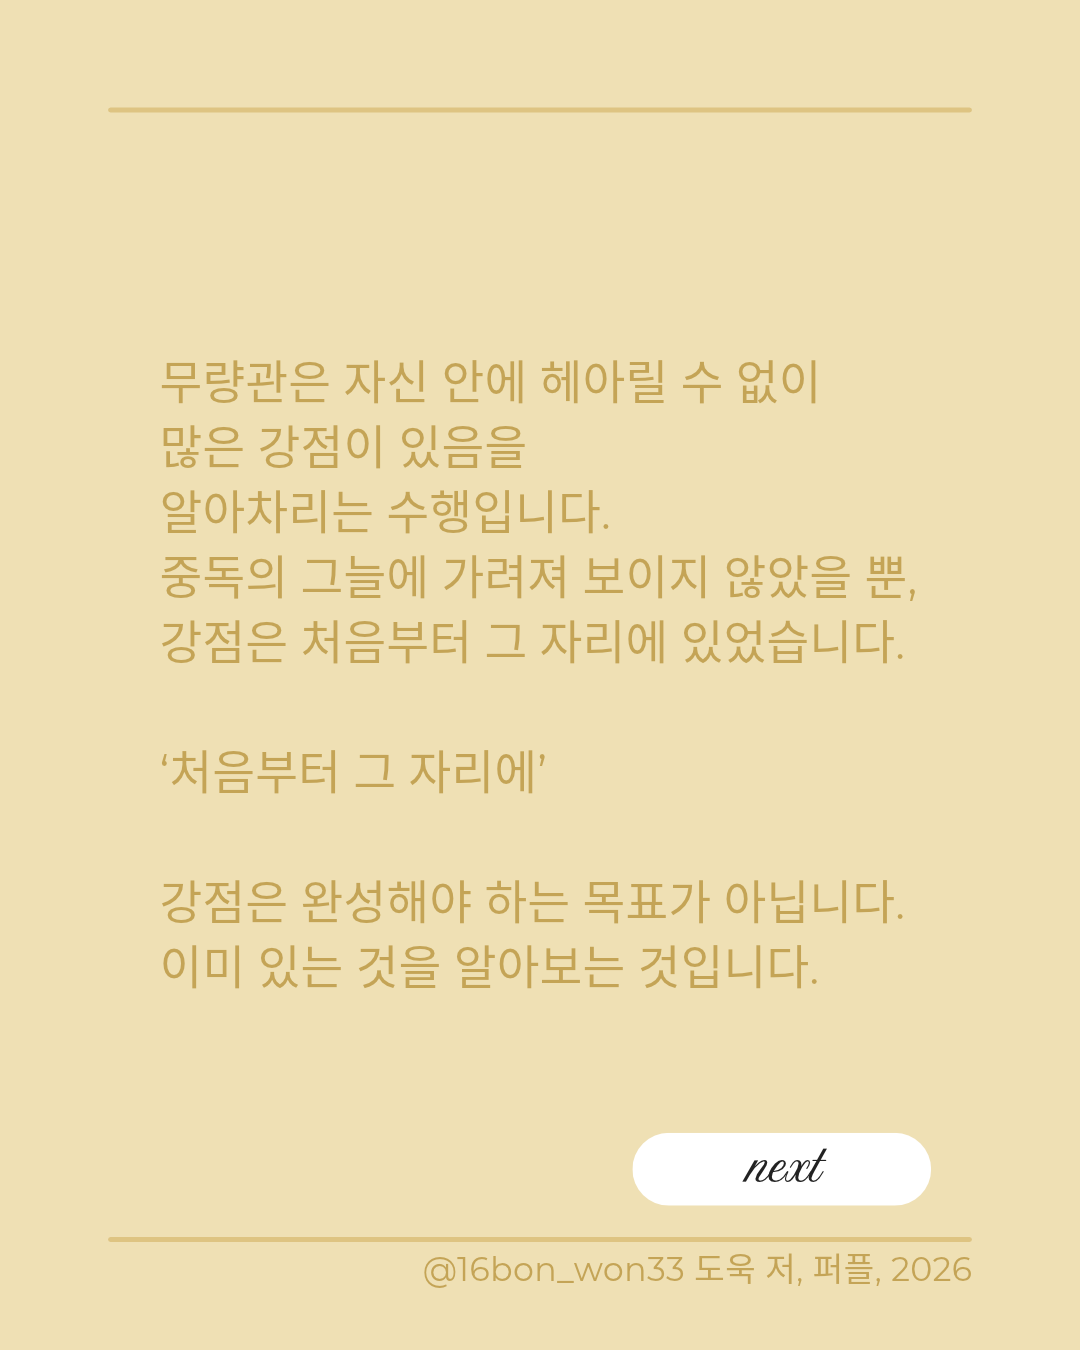 무량관은 자신 안에 헤아릴 수 없이
많은 강점이 있음을
알아차리는 수행입니다.
중독의 그늘에 가려져 보이지 않았을 뿐,
강점은 처음부터 그 자리에 있었습니다.
‘처음부터 그 자리에’
강점은 완성해야 하는 목표가 아닙니다.
이미 있는 것을 알아보는 것입니다.
next
@16bon_won33 도욱 저, 퍼플, 2026